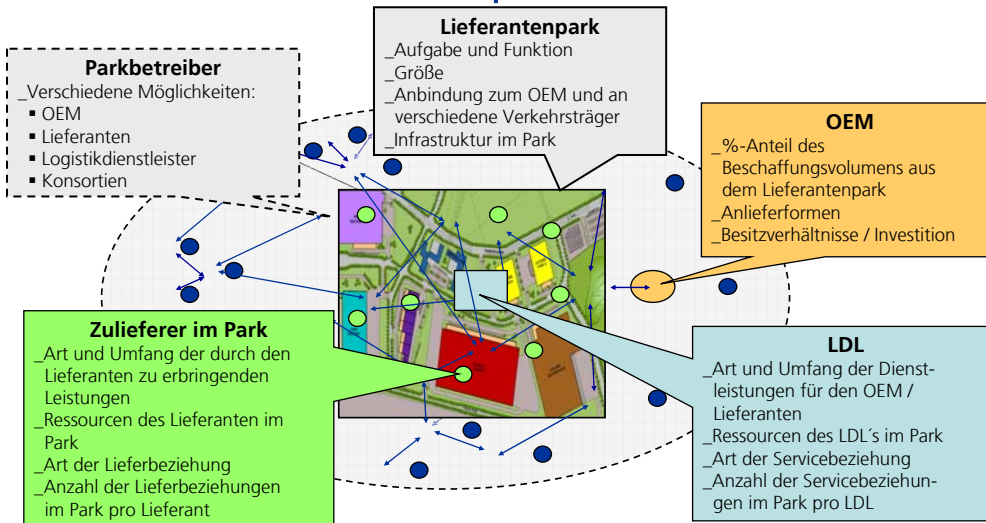 Lieferantenpark
_Aufgabe und Funktion
_Größe
_Anbindung zum OEM und an
verschiedene Verkehrsträger
_Infrastruktur im Park
Parkbetreiber
_Verschiedene Möglichkeiten:
▪ OEM
▪ Lieferanten
▪ Logistikdienstleister
▪ Konsortien
OEM
_%-Anteil des
Beschaffungsvolumens aus
dem Lieferantenpark
_Anlieferformen
_Besitzverhältnisse / Investition
Zulieferer im Park
_Art und Umfang der durch den
Lieferanten zu erbringenden
Leistungen
_Ressourcen des Lieferanten im
Park
_Art der Lieferbeziehung
_Anzahl der Lieferbeziehungen
im Park pro Lieferant
LDL
_Art und Umfang der Dienst-
leistungen für den OEM /
Lieferanten
_Ressourcen des LDL´s im Park
_Art der Servicebeziehung
_Anzahl der Servicebeziehun-
gen im Park pro LDL